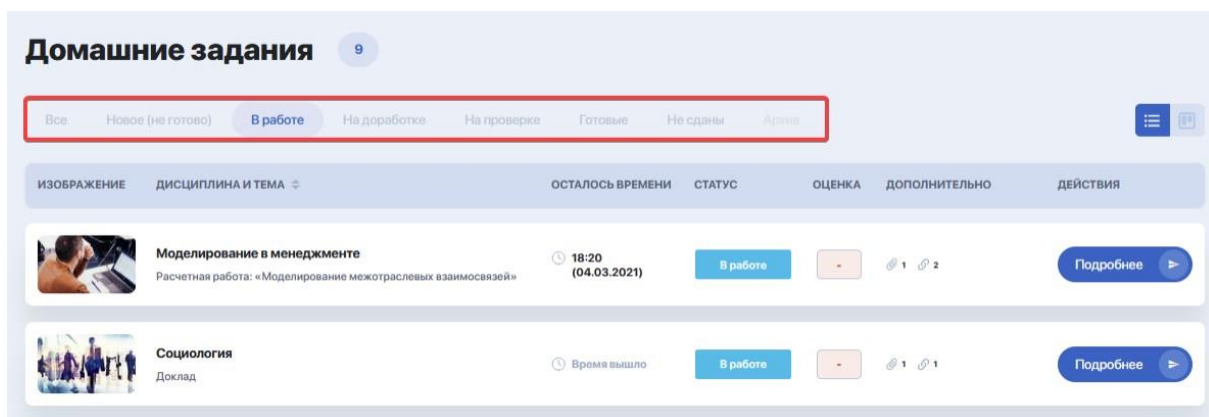 Домашние задания 9
Все Новое (не готово) В работе На доработке На проверке Готовые Не сданы Архив
ИЗОБРАЖЕНИЕ ДИСЦИПЛИНА И ТЕМА ОСТАЛОСЬ ВРЕМЕНИ СТАТУС ОЦЕНКА ДОПОЛНИТЕЛЬНО ДЕЙСТВИЯ
Моделирование в менеджменте
Расчетная работа: «Моделирование межотраслевых взаимосвязей»
18:20
(04.03.2021)
В работе - 1 2 Подробнее
Социология
Доклад
Время вышло В работе - 1 1 Подробнее